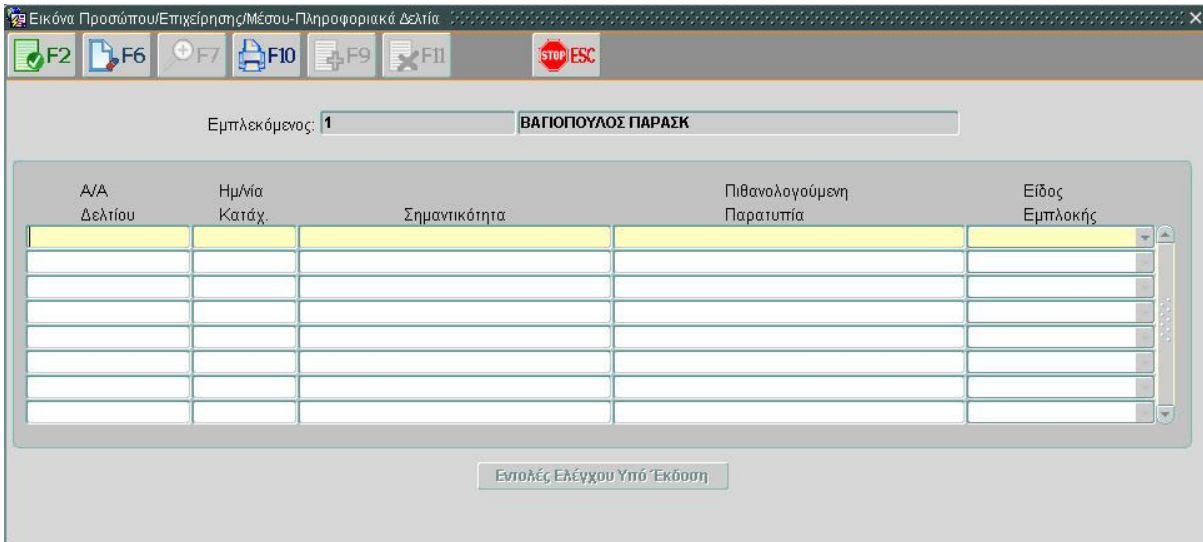 Εικόνα Προσώπου/Επιχείρησης/Μέσου-Πληροφοριακά Δελτία
F2 F6 F7 F10 F9 F11 STOP ESC
Εμπλεκόμενος: 1 ΒΑΓΙΟΠΟΥΛΟΣ ΠΑΡΑΣΚ
Α/Α Ημ/νία Πιθανολογούμενη Είδος
Δελτίου Κατάχ. Σημαντικότητα Παρατυπία Εμπλοκής
Εντολές Ελέγχου Υπό Έκδοση